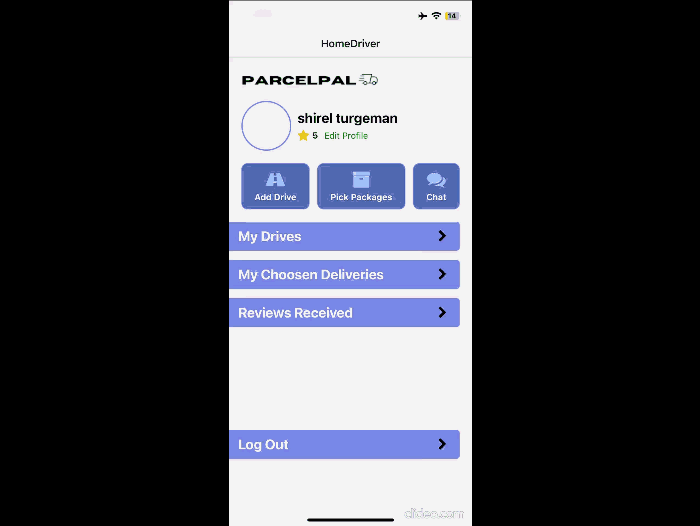 14
HomeDriver
PARCELPAL
shirel turgeman
5 Edit Profile
Add Drive
Pick Packages
Chat
My Drives
My Choosen Deliveries
Reviews Received
Log Out
clideo.com